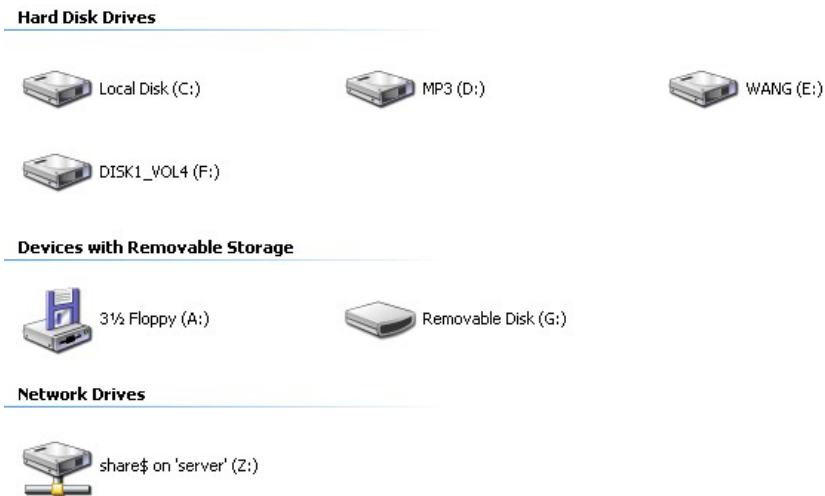 Hard Disk Drives
Local Disk (C:)
MP3 (D:)
WANG (E:)
DISK1_VOL4 (F:)
Devices with Removable Storage
3½ Floppy (A:)
Removable Disk (G:)
Network Drives
share$ on 'server' (Z:)